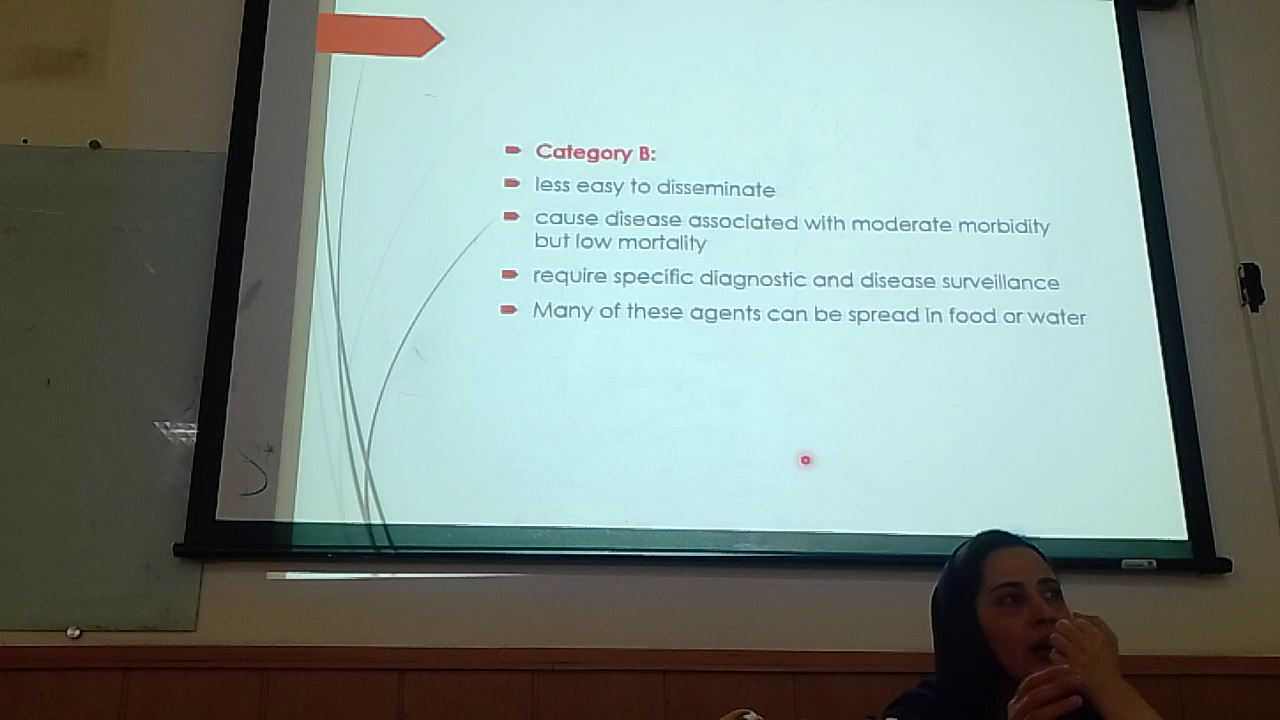 Category B:
less easy to disseminate
cause disease associated with moderate morbidity
but low mortality
require specific diagnostic and disease surveillance
Many of these agents can be spread in food or water